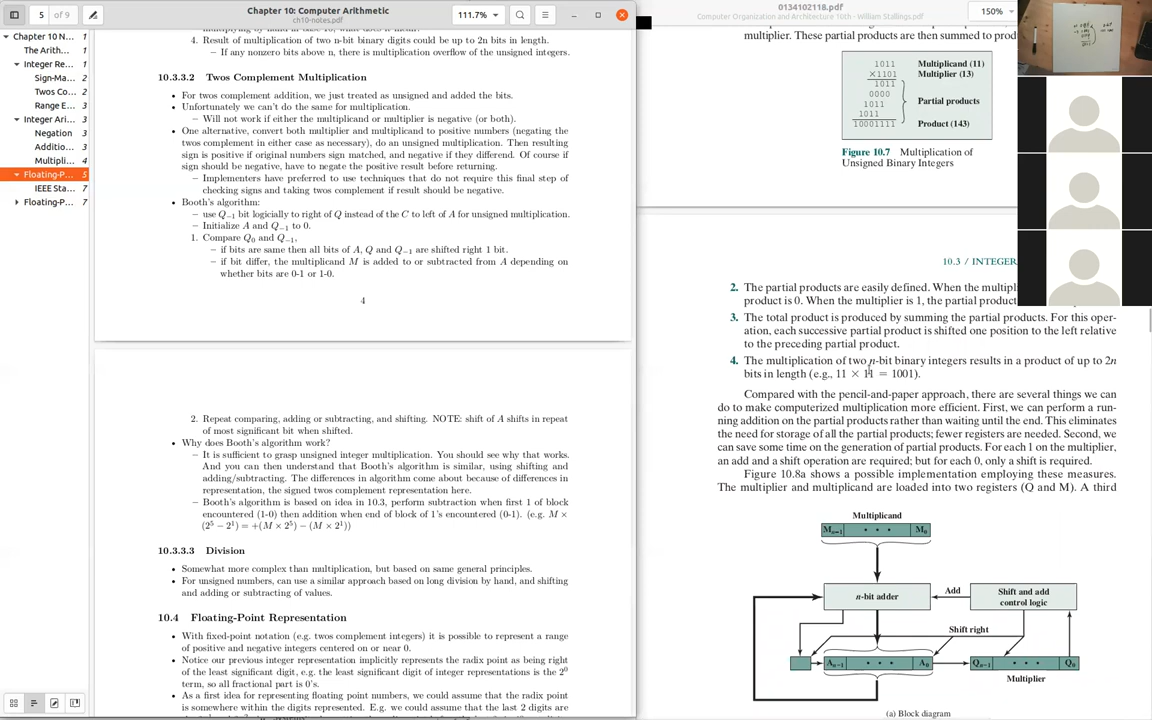 5 of 9
Chapter 10: Computer Arithmetic
ch10-notes.pdf
111.7%
0134102118.pdf
Computer Organization and Architecture 10th - William Stallings.pdf
150%
Chapter 10 N...
The Arith... 1
Integer Re... 1
Sign-Ma... 2
Twos Co... 2
Range E... 3
Integer Ari... 3
Negation 3
Additio... 3
Multipli... 4
Floating-P... 5
IEEE Sta... 7
Floating-P... 7
4. Result of multiplication of two n-bit binary digits could be up to 2n bits in length.
– If any nonzero bits above n, there is multiplication overflow of the unsigned integers.
10.3.3.2 Twos Complement Multiplication
• For twos complement addition, we just treated as unsigned and added the bits.
• Unfortunately we can't do the same for multiplication.
– Will not work if either the multiplicand or multiplier is negative (or both).
• One alternative, convert both multiplier and multiplicand to positive numbers (negating the
twos complement in either case as necessary), do an unsigned multiplication. Then resulting
sign is positive if original numbers sign matched, and negative if they differend. Of course if
sign should be negative, have to negate the positive result before returning.
– Implementers have preferred to use techniques that do not require this final step of
checking signs and taking twos complement if result should be negative.
• Booth's algorithm:
– use Q₋₁ bit logicially to right of Q instead of the C to left of A for unsigned multiplication.
– Initialize A and Q₋₁ to 0.
1. Compare Q₀ and Q₋₁,
– if bits are same then all bits of A, Q and Q₋₁ are shifted right 1 bit.
– if bit differ, the multiplicand M is added to or subtracted from A depending on
whether bits are 0-1 or 1-0.
4
2. Repeat comparing, adding or subtracting, and shifting. NOTE: shift of A shifts in repeat
of most significant bit when shifted.
• Why does Booth's algorithm work?
– It is sufficient to grasp unsigned integer multiplication. You should see why that works.
And you can then understand that Booth's algorithm is similar, using shifting and
adding/subtracting. The differences in algorithm come about because of differences in
representation, the signed twos complement representation here.
– Booth's algorithm is based on idea in 10.3, perform subtraction when first 1 of block
encountered (1-0) then addition when end of block of 1's encountered (0-1). (e.g. M ×
(2⁵ − 2¹) = +(M × 2⁵) − (M × 2¹))
10.3.3.3 Division
• Somewhat more complex than multiplication, but based on same general principles.
• For unsigned numbers, can use a similar approach based on long division by hand, and shifting
and adding or subtracting of values.
10.4 Floating-Point Representation
• With fixed-point notation (e.g. twos complement integers) it is possible to represent a range
of positive and negative integers centered on or near 0.
• Notice our previous integer representation implicitly represents the radix point as being right
of the least significant digit, e.g. the least significant digit of integer representations is the 2⁰
term, so all fractional part is 0's.
• As a first idea for representing floating point numbers, we could assume that the radix point
is somewhere within the digits represented. E.g. we could assume that the last 2 digits are
multiplier. These partial products are then summed to prod
1011 Multiplicand (11)
×1101 Multiplier (13)
1011
0000
1011 Partial products
1011
10001111 Product (143)
Figure 10.7 Multiplication of
Unsigned Binary Integers
10.3 / INTEGER
2. The partial products are easily defined. When the multipl
product is 0. When the multiplier is 1, the partial product
3. The total product is produced by summing the partial products. For this oper-
ation, each successive partial product is shifted one position to the left relative
to the preceding partial product.
4. The multiplication of two n-bit binary integers results in a product of up to 2n
bits in length (e.g., 11 × 11 = 1001).
Compared with the pencil-and-paper approach, there are several things we can
do to make computerized multiplication more efficient. First, we can perform a run-
ning addition on the partial products rather than waiting until the end. This eliminates
the need for storage of all the partial products; fewer registers are needed. Second, we
can save some time on the generation of partial products. For each 1 on the multiplier,
an add and a shift operation are required; but for each 0, only a shift is required.
Figure 10.8a shows a possible implementation employing these measures.
The multiplier and multiplicand are loaded into two registers (Q and M). A third
Multiplicand
Mₙ₋₁ • • • M₀
n-bit adder
Add
Shift and add
control logic
Shift right
Aₙ₋₁ • • • A₀
Qₙ₋₁ • • • Q₀
Multiplier
(a) Block diagram